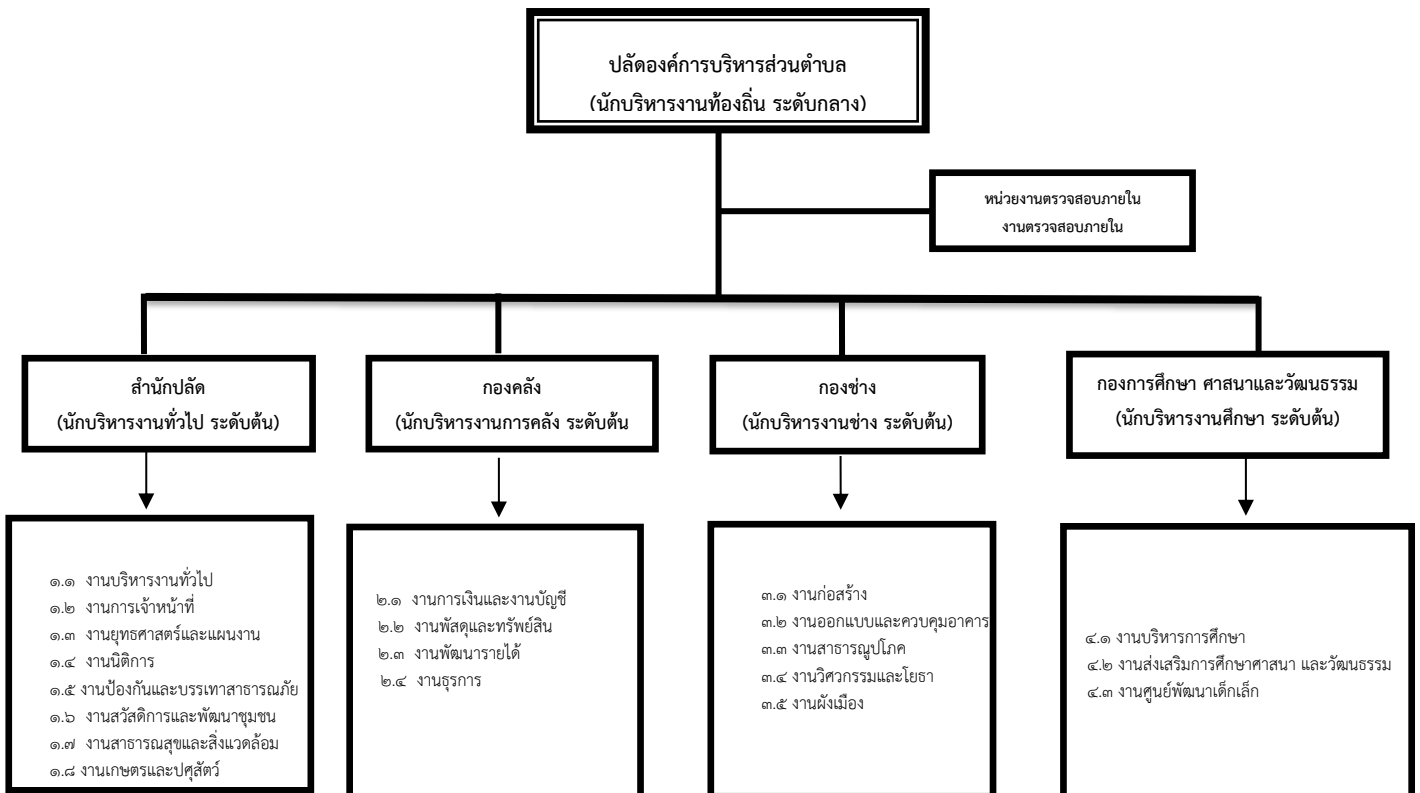 ปลัดองค์การบริหารส่วนตำบล
(นักบริหารงานท้องถิ่น ระดับกลาง)
หน่วยงานตรวจสอบภายใน
งานตรวจสอบภายใน
สำนักปลัด
(นักบริหารงานทั่วไป ระดับต้น)
กองคลัง
(นักบริหารงานการคลัง ระดับต้น
กองช่าง
(นักบริหารงานช่าง ระดับต้น)
กองการศึกษา ศาสนาและวัฒนธรรม
(นักบริหารงานศึกษา ระดับต้น)
๑.๑ งานบริหารงานทั่วไป
๑.๒ งานการเจ้าหน้าที่
๑.๓ งานยุทธศาสตร์และแผนงาน
๑.๔ งานนิติการ
๑.๕ งานป้องกันและบรรเทาสาธารณภัย
๑.๖ งานสวัสดิการและพัฒนาชุมชน
๑.๗ งานสาธารณสุขและสิ่งแวดล้อม
๑.๘ งานเกษตรและปศุสัตว์
๒.๑ งานการเงินและงานบัญชี
๒.๒ งานพัสดุและทรัพย์สิน
๒.๓ งานพัฒนารายได้
๒.๔ งานธุรการ
๓.๑ งานก่อสร้าง
๓.๒ งานออกแบบและควบคุมอาคาร
๓.๓ งานสาธารณูปโภค
๓.๔ งานวิศวกรรมและโยธา
๓.๕ งานผังเมือง
๔.๑ งานบริหารการศึกษา
๔.๒ งานส่งเสริมการศึกษาศาสนา และวัฒนธรรม
๔.๓ งานศูนย์พัฒนาเด็กเล็ก